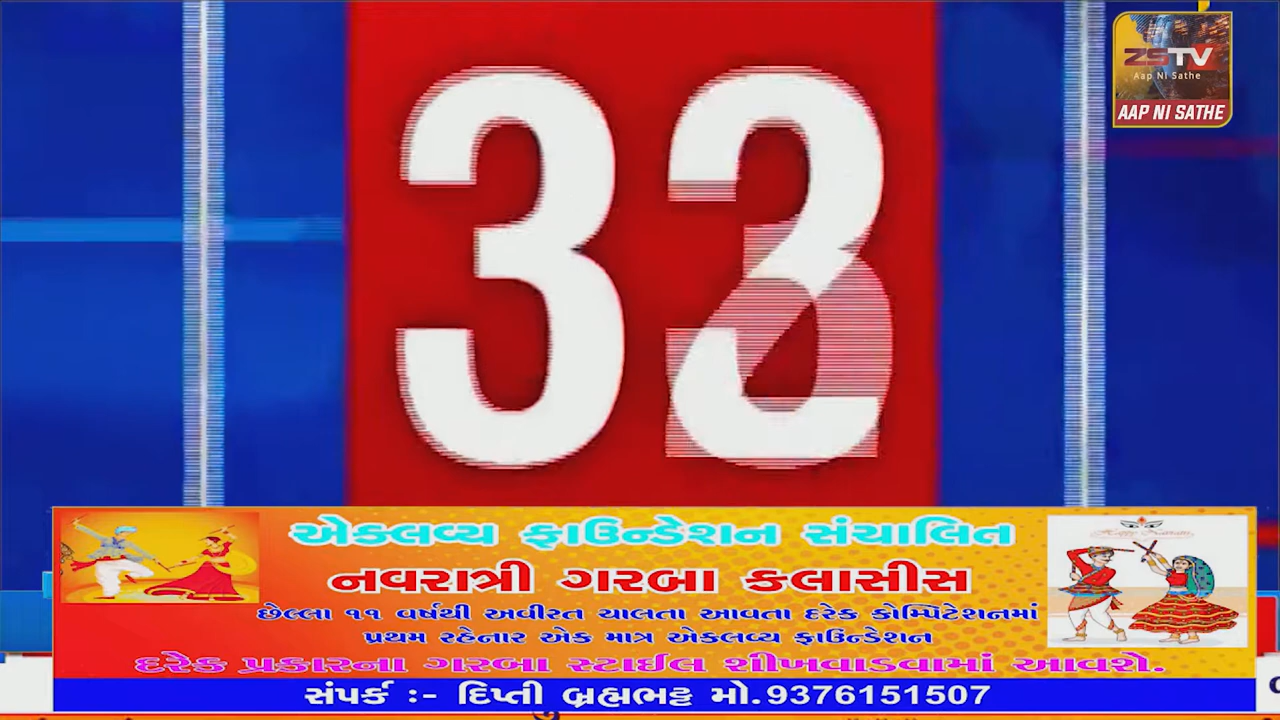 33
ZSTV
Aap Ni Sathe
AAP NI SATHE
એકલવ્ય ફાઉન્ડેશન સંચાલિત
નવરાત્રી ગરબા કલાસીસ
છેલ્લા ૧૧ વર્ષથી અવીરત ચાલતા આવતા દરેક કોમ્પિટેશનમાં
પ્રથમ રહેનાર એક માત્ર એકલવ્ય ફાઉન્ડેશન
દરેક પ્રકારના ગરબા સ્ટાઈલ શીખવાડવામાં આવશે.
સંપર્ક :- દિપ્તી બ્રહ્મભટ્ટ મો.9376151507